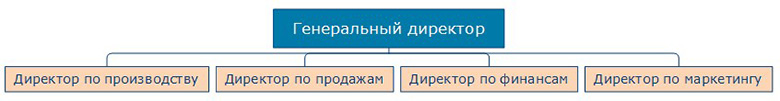 Генеральный директор
Директор по производству
Директор по продажам
Директор по финансам
Директор по маркетингу